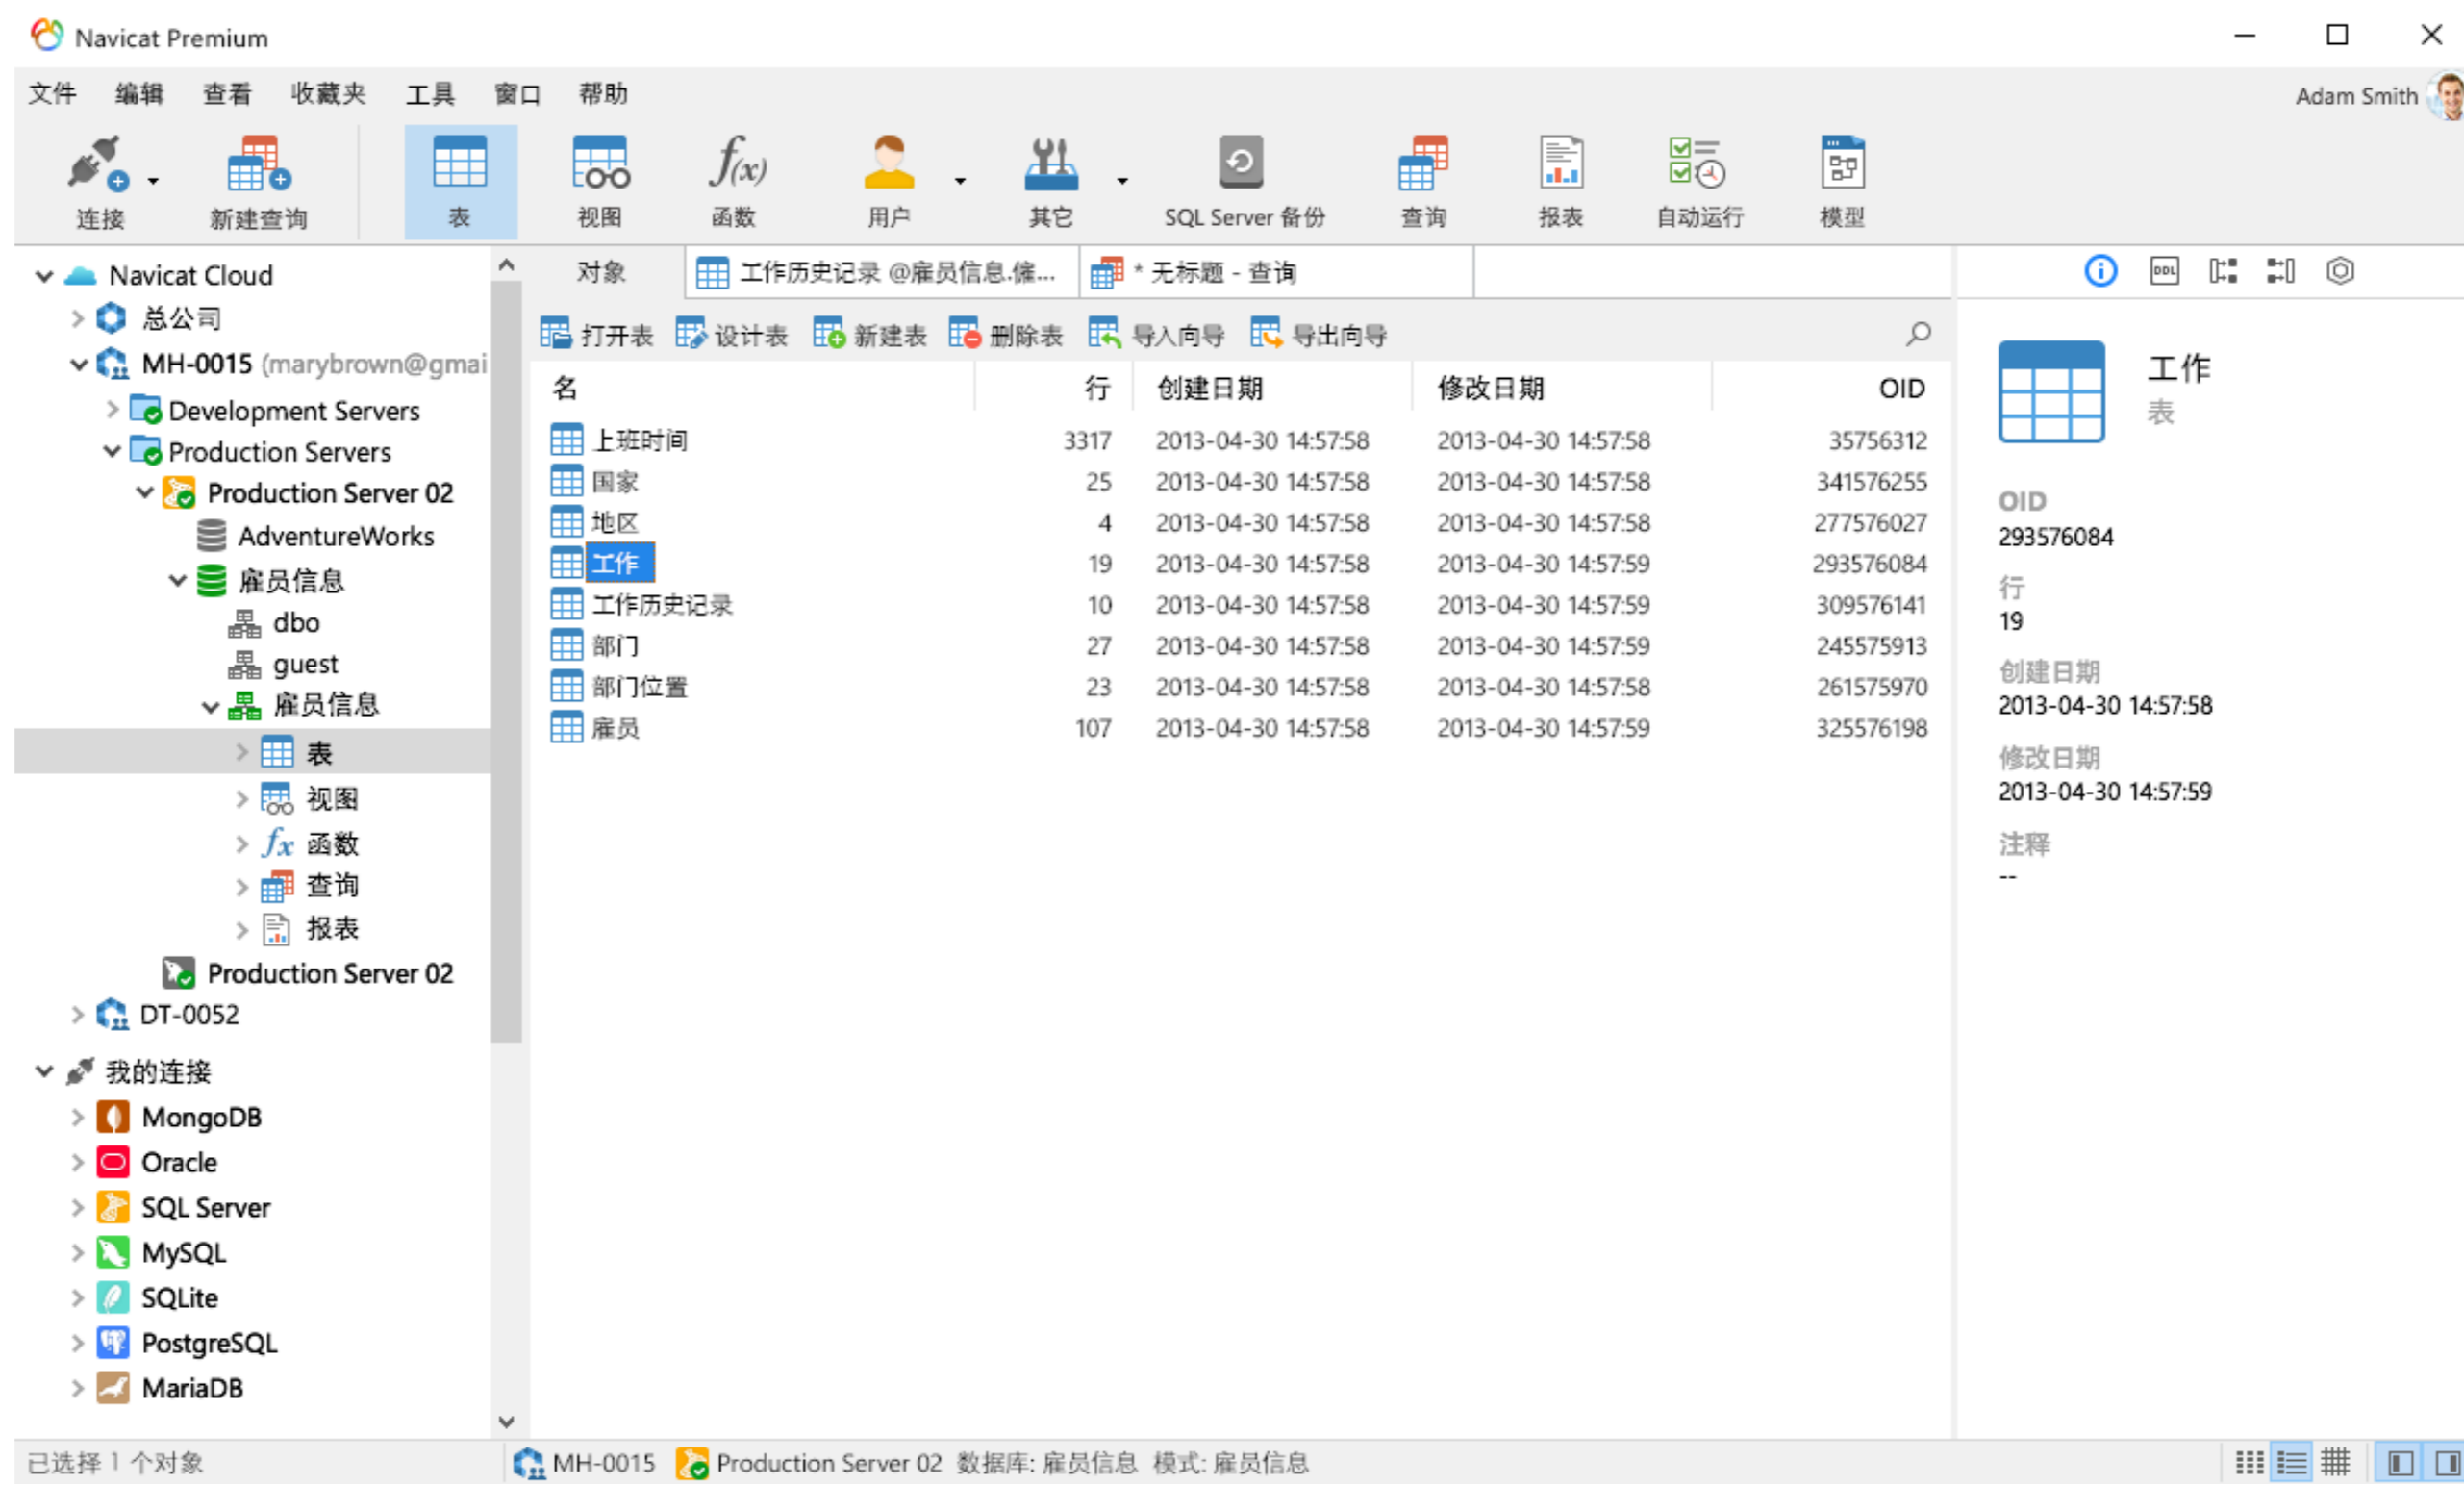 Navicat Premium
文件 编辑 查看 收藏夹 工具 窗口 帮助
Adam Smith
连接 新建查询 表 视图 函数 用户 其它 SQL Server 备份 查询 报表 自动运行 模型
Navicat Cloud
总公司
MH-0015 (marybrown@gmai
Development Servers
Production Servers
Production Server 02
AdventureWorks
雇员信息
dbo
guest
雇员信息
表
视图
函数
查询
报表
Production Server 02
DT-0052
我的连接
MongoDB
Oracle
SQL Server
MySQL
SQLite
PostgreSQL
MariaDB
对象 工作历史记录 @雇员信息.僱... * 无标题 - 查询
打开表 设计表 新建表 删除表 导入向导 导出向导
名 行 创建日期 修改日期 OID
上班时间 3317 2013-04-30 14:57:58 2013-04-30 14:57:58 35756312
国家 25 2013-04-30 14:57:58 2013-04-30 14:57:58 341576255
地区 4 2013-04-30 14:57:58 2013-04-30 14:57:58 277576027
工作 19 2013-04-30 14:57:58 2013-04-30 14:57:59 293576084
工作历史记录 10 2013-04-30 14:57:58 2013-04-30 14:57:59 309576141
部门 27 2013-04-30 14:57:58 2013-04-30 14:57:59 245575913
部门位置 23 2013-04-30 14:57:58 2013-04-30 14:57:58 261575970
雇员 107 2013-04-30 14:57:58 2013-04-30 14:57:59 325576198
DDL
工作
表
OID
293576084
行
19
创建日期
2013-04-30 14:57:58
修改日期
2013-04-30 14:57:59
注释
--
已选择 1 个对象
MH-0015 Production Server 02 数据库: 雇员信息 模式: 雇员信息